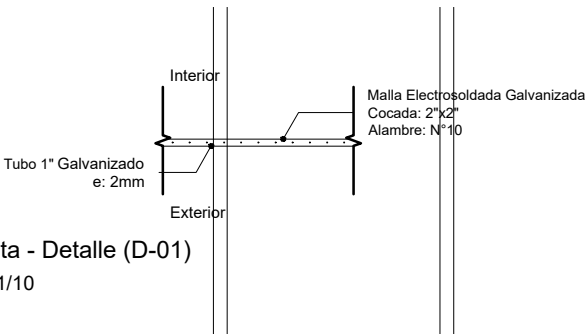 Interior
Malla Electrosoldada Galvanizada
Cocada: 2"x2"
Alambre: N°10
Tubo 1" Galvanizado
e: 2mm
Exterior
ta - Detalle (D-01)
1/10